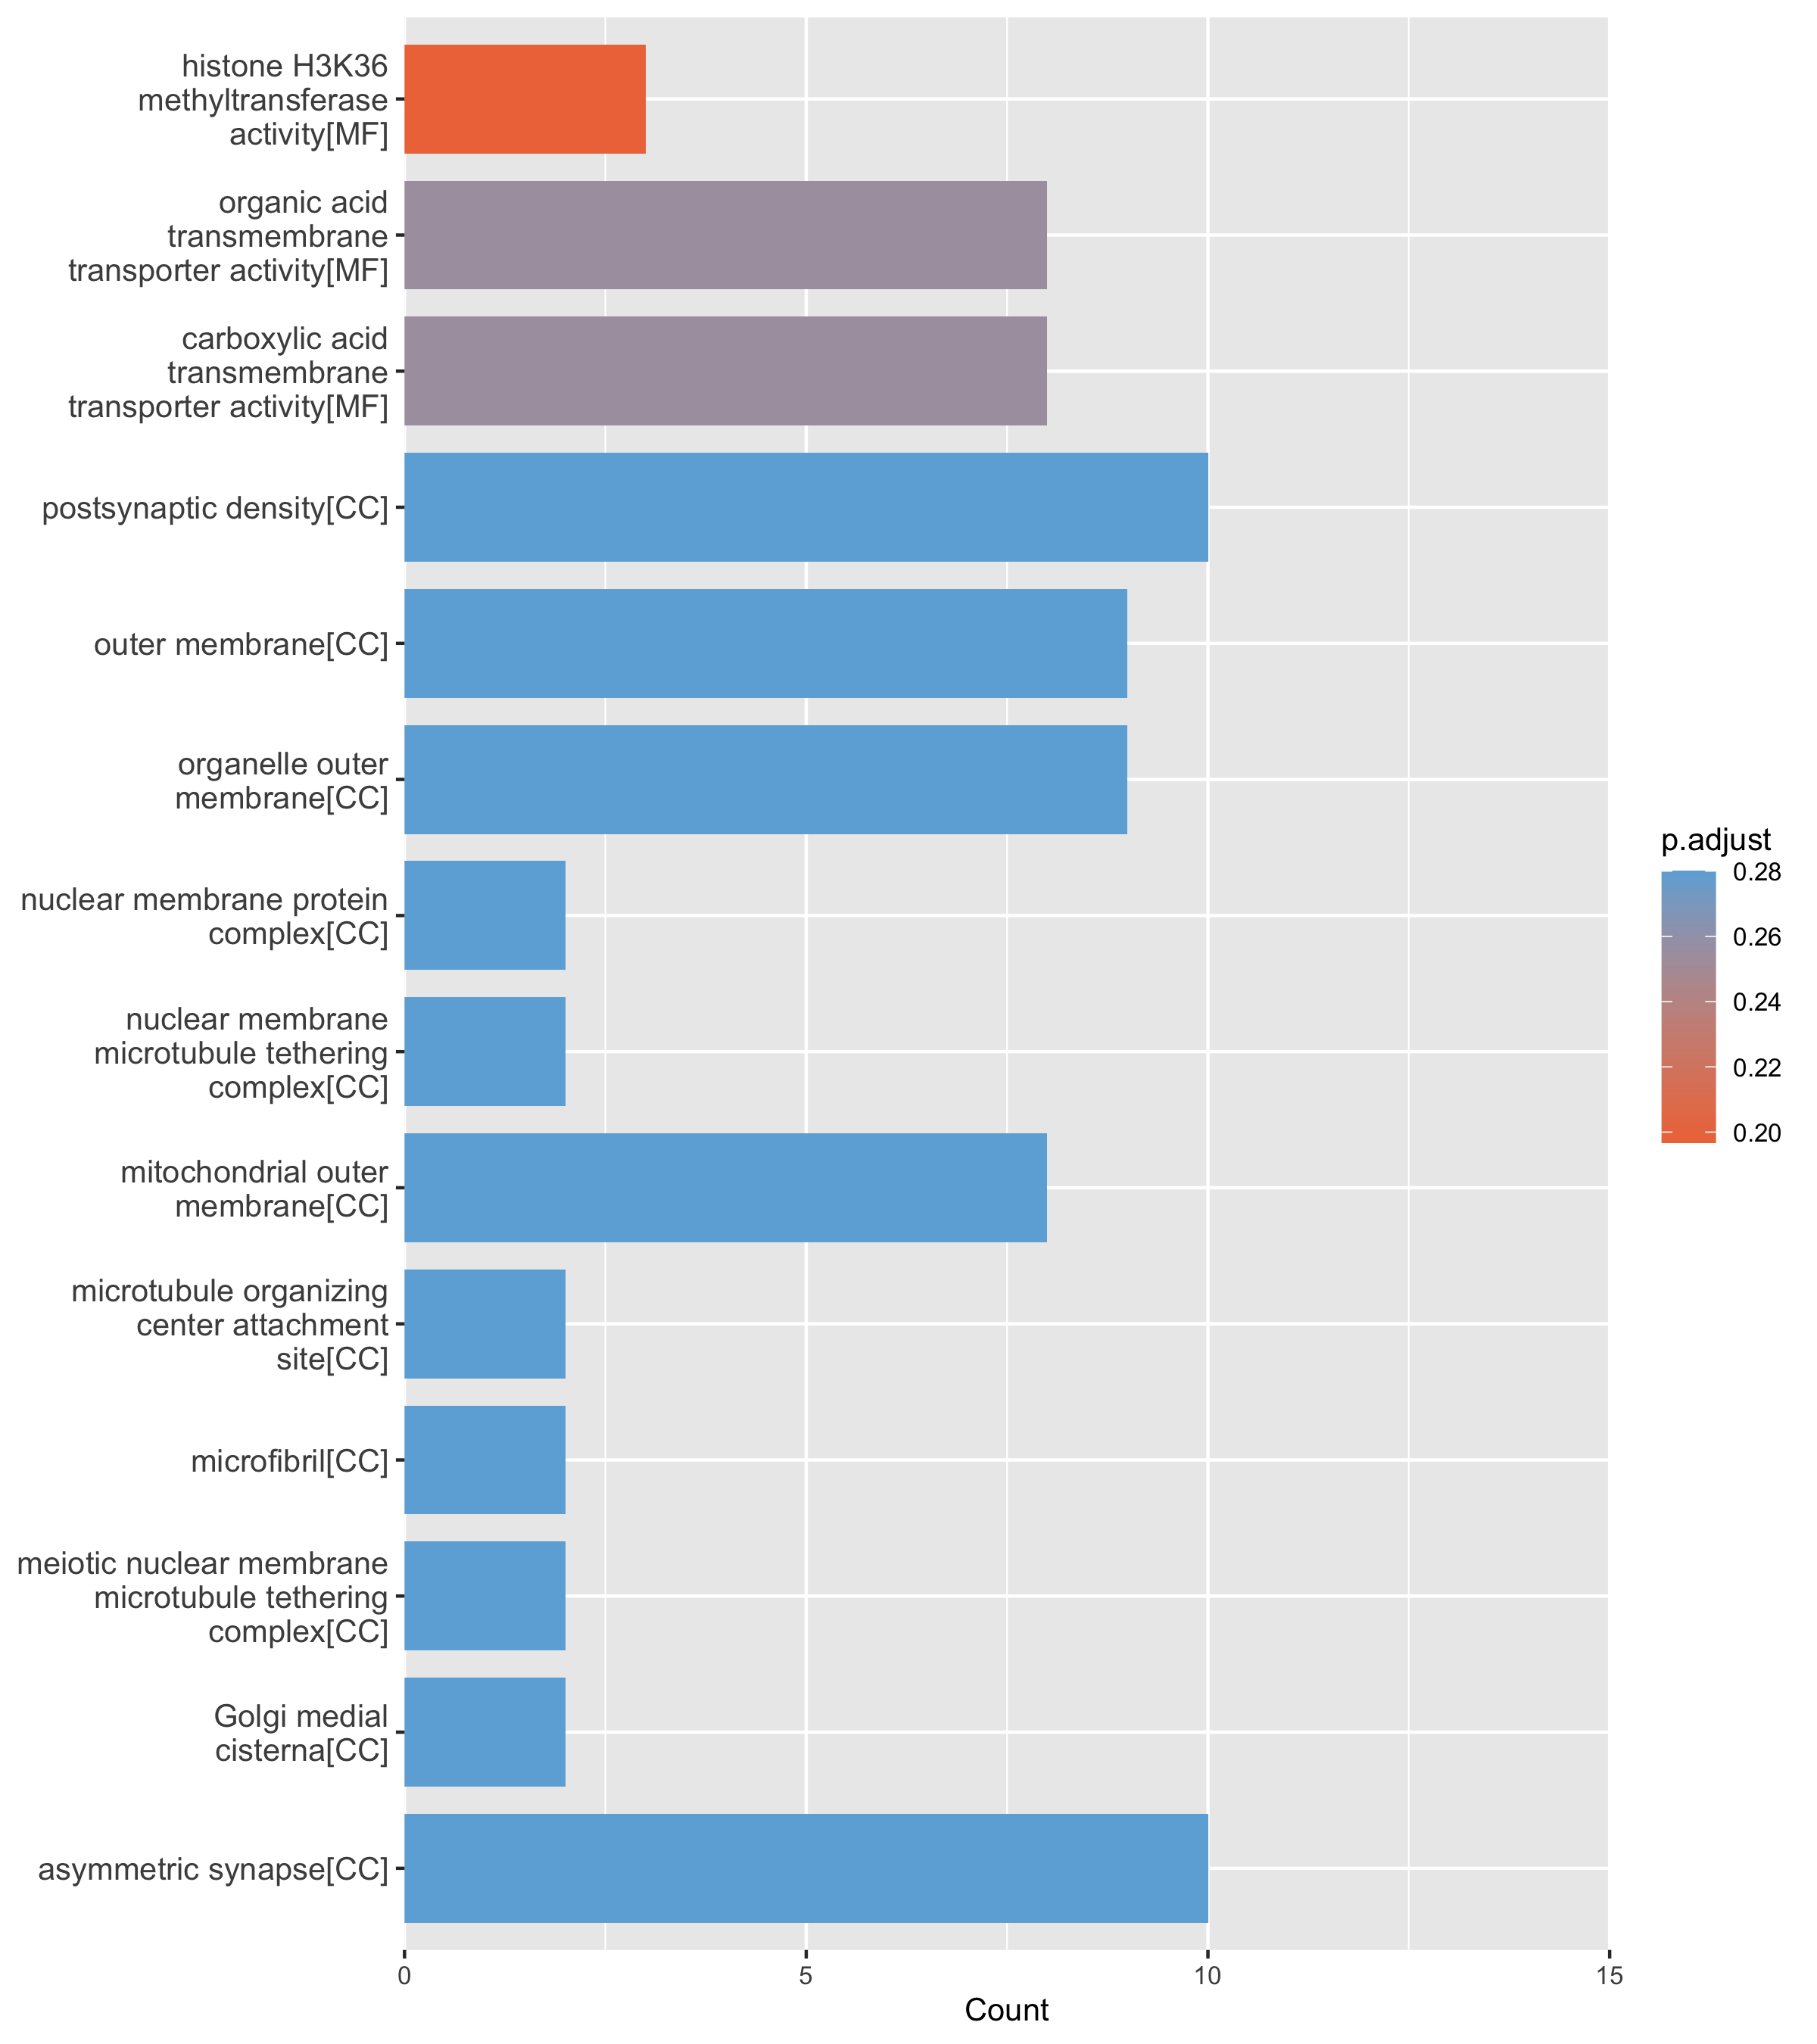 histone H3K36
methyltransferase
activity[MF]
organic acid
transmembrane
transporter activity[MF]
carboxylic acid
transmembrane
transporter activity[MF]
postsynaptic density[CC]
outer membrane[CC]
organelle outer
membrane[CC]
nuclear membrane protein
complex[CC]
nuclear membrane
microtubule tethering
complex[CC]
mitochondrial outer
membrane[CC]
microtubule organizing
center attachment
site[CC]
microfibril[CC]
meiotic nuclear membrane
microtubule tethering
complex[CC]
Golgi medial
cisterna[CC]
asymmetric synapse[CC]
0 5 10 15
Count
p.adjust
0.28
0.26
0.24
0.22
0.20